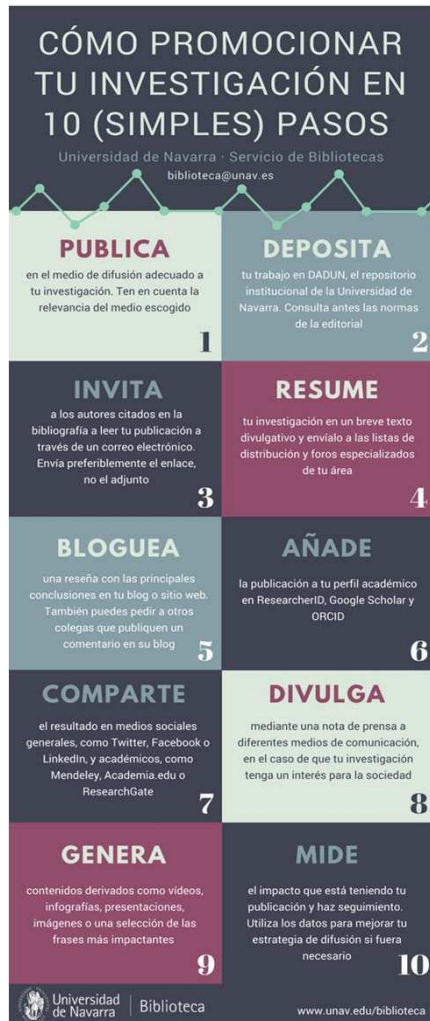 CÓMO PROMOCIONAR
TU INVESTIGACIÓN EN
10 (SIMPLES) PASOS
Universidad de Navarra · Servicio de Bibliotecas
biblioteca@unav.es
PUBLICA
en el medio de difusión adecuado a
tu investigación. Ten en cuenta la
relevancia del medio escogido
1
DEPOSITA
tu trabajo en DADUN, el repositorio
institucional de la Universidad de
Navarra. Consulta antes las normas
de la editorial
2
INVITA
a los autores citados en la
bibliografía a leer tu publicación a
través de un correo electrónico.
Envía preferiblemente el enlace,
no el adjunto
3
RESUME
tu investigación en un breve texto
divulgativo y envíalo a las listas de
distribución y foros especializados
de tu área
4
BLOGUEA
una reseña con las principales
conclusiones en tu blog o sitio web.
También puedes pedir a otros
colegas que publiquen un
comentario en su blog
5
AÑADE
la publicación a tu perfil académico
en ResearcherID, Google Scholar y
ORCID
6
COMPARTE
el resultado en medios sociales
generales, como Twitter, Facebook o
LinkedIn, y académicos, como
Mendeley, Academia.edu o
ResearchGate
7
DIVULGA
mediante una nota de prensa a
diferentes medios de comunicación,
en el caso de que tu investigación
tenga un interés para la sociedad
8
GENERA
contenidos derivados como vídeos,
infografías, presentaciones,
imágenes o una selección de las
frases más impactantes
9
MIDE
el impacto que está teniendo tu
publicación y haz seguimiento.
Utiliza los datos para mejorar tu
estrategia de difusión si fuera
necesario
10
Universidad
de Navarra
Biblioteca
www.unav.edu/biblioteca